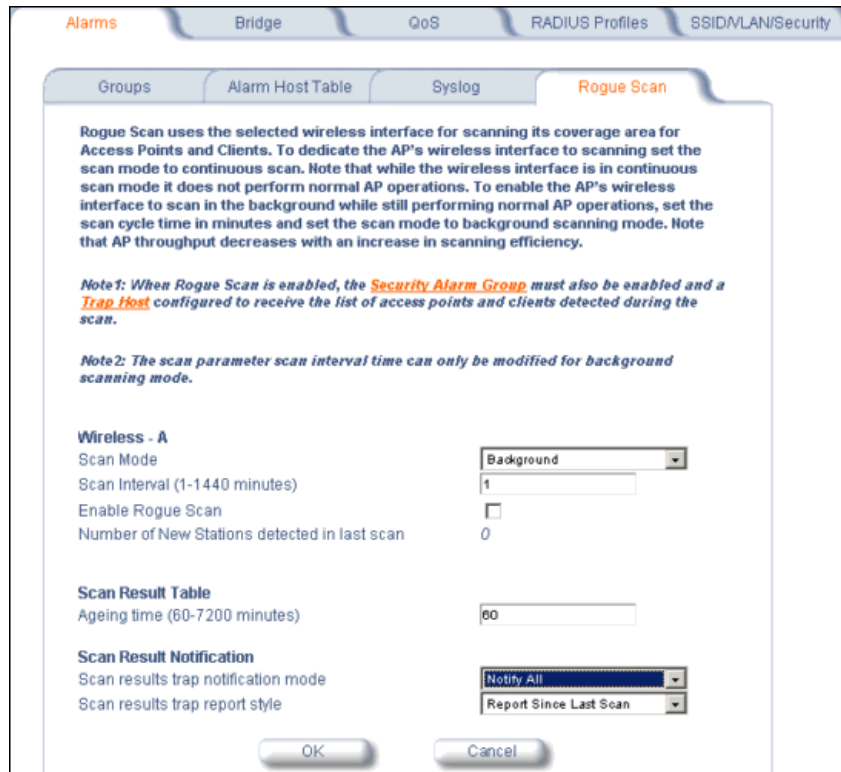 Alarms
Bridge
QoS
RADIUS Profiles
SSID/VLAN/Security
Groups
Alarm Host Table
Syslog
Rogue Scan
Rogue Scan uses the selected wireless interface for scanning its coverage area for
Access Points and Clients. To dedicate the AP's wireless interface to scanning set the
scan mode to continuous scan. Note that while the wireless interface is in continuous
scan mode it does not perform normal AP operations. To enable the AP's wireless
interface to scan in the background while still performing normal AP operations, set the
scan cycle time in minutes and set the scan mode to background scanning mode. Note
that AP throughput decreases with an increase in scanning efficiency.
Note1: When Rogue Scan is enabled, the Security Alarm Group must also be enabled and a
Trap Host configured to receive the list of access points and clients detected during the
scan.
Note2: The scan parameter scan interval time can only be modified for background
scanning mode.
Wireless - A
Scan Mode
Background
Scan Interval (1-1440 minutes)
1
Enable Rogue Scan
Number of New Stations detected in last scan
0
Scan Result Table
Ageing time (60-7200 minutes)
60
Scan Result Notification
Scan results trap notification mode
Notify All
Scan results trap report style
Report Since Last Scan
OK
Cancel